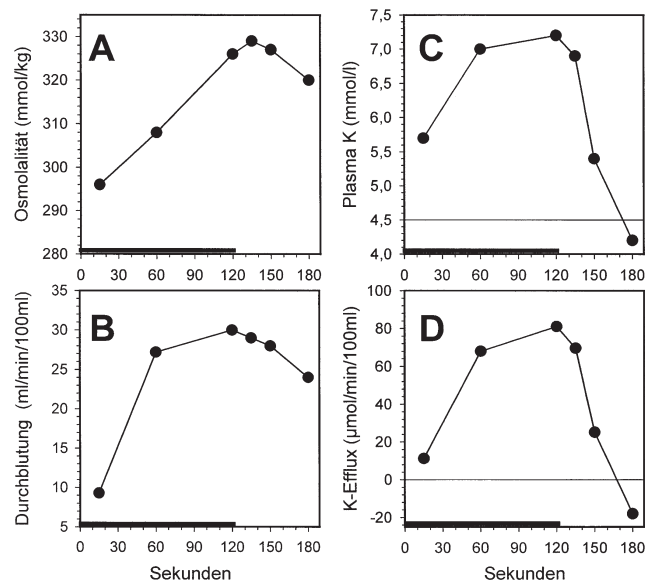 A
Osmolalität (mmol/kg)
330
320
310
300
290
280
0 30 60 90 120 150 180
C
Plasma K (mmol/l)
7,5
7,0
6,5
6,0
5,5
5,0
4,5
4,0
0 30 60 90 120 150 180
B
Durchblutung (ml/min/100ml)
35
30
25
20
15
10
5
0 30 60 90 120 150 180
Sekunden
D
K-Efflux (µmol/min/100ml)
100
80
60
40
20
0
-20
0 30 60 90 120 150 180
Sekunden